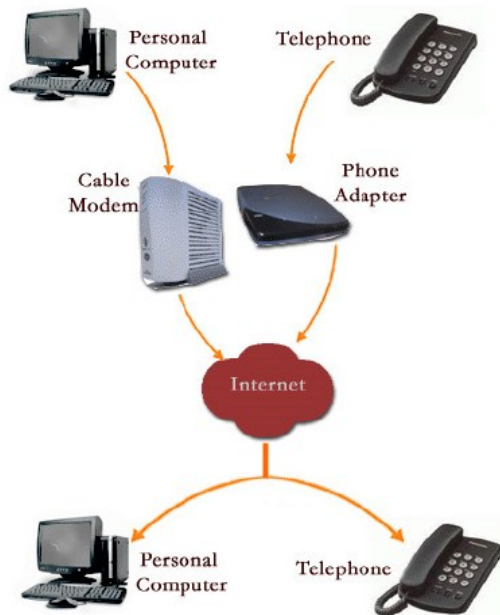 Personal
Computer
Telephone
Cable
Modem
Phone
Adapter
Internet
Personal
Computer
Telephone